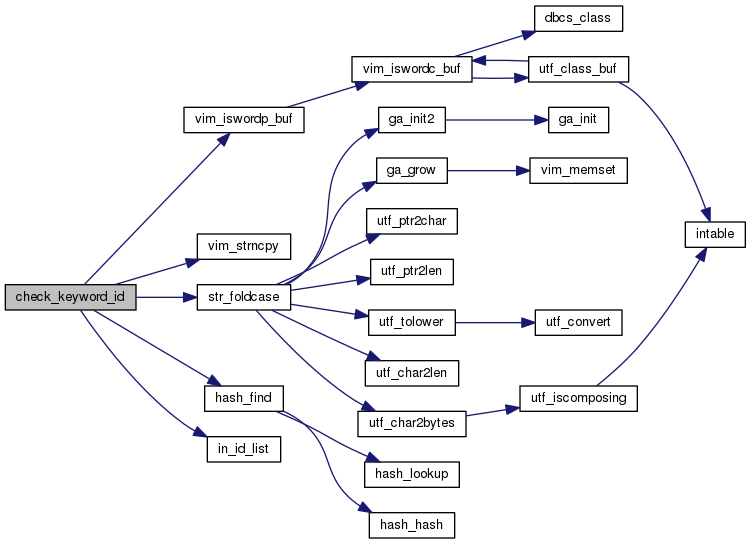 dbcs_class
vim_iswordc_buf
utf_class_buf
vim_iswordp_buf
ga_init2
ga_init
ga_grow
vim_memset
utf_ptr2char
intable
vim_strncpy
utf_ptr2len
check_keyword_id
str_foldcase
utf_tolower
utf_convert
utf_char2len
hash_find
utf_iscomposing
utf_char2bytes
in_id_list
hash_lookup
hash_hash